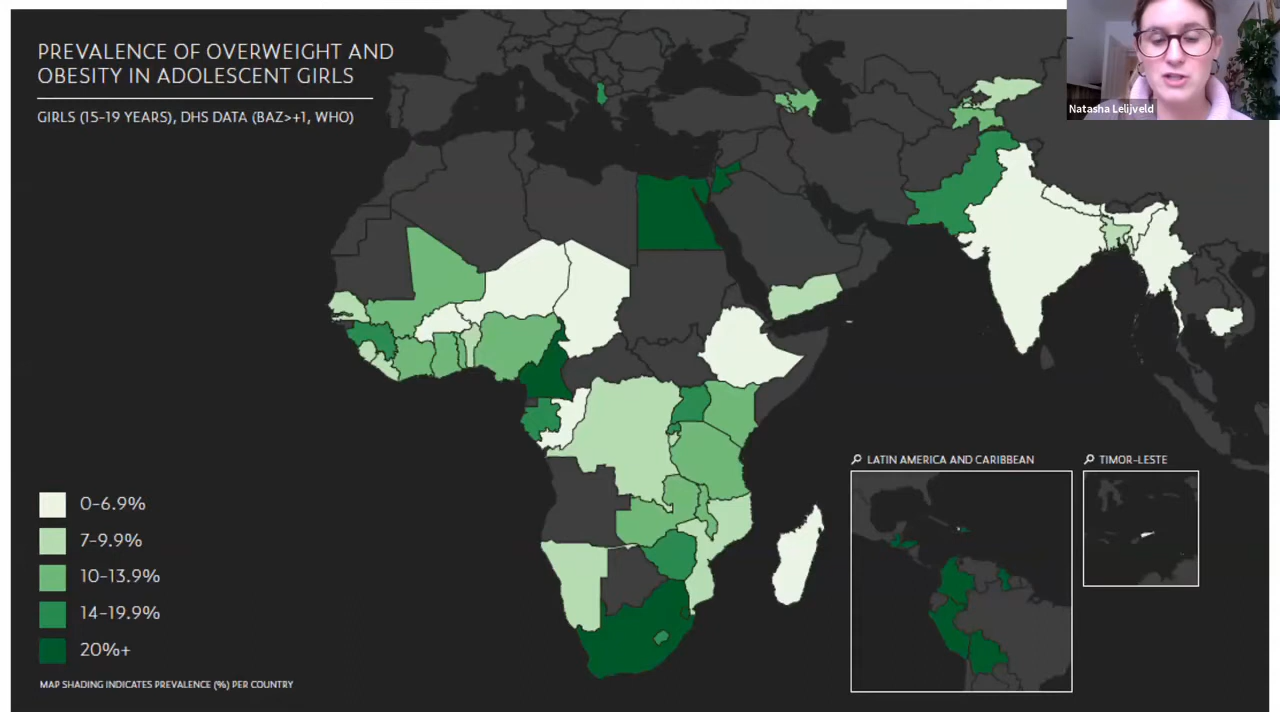 PREVALENCE OF OVERWEIGHT AND
OBESITY IN ADOLESCENT GIRLS
GIRLS (15-19 YEARS), DHS DATA (BAZ>+1, WHO)
Natasha Lelijveld
LATIN AMERICA AND CARIBBEAN
TIMOR-LESTE
0-6.9%
7-9.9%
10-13.9%
14-19.9%
20%+
MAP SHADING INDICATES PREVALENCE (%) PER COUNTRY